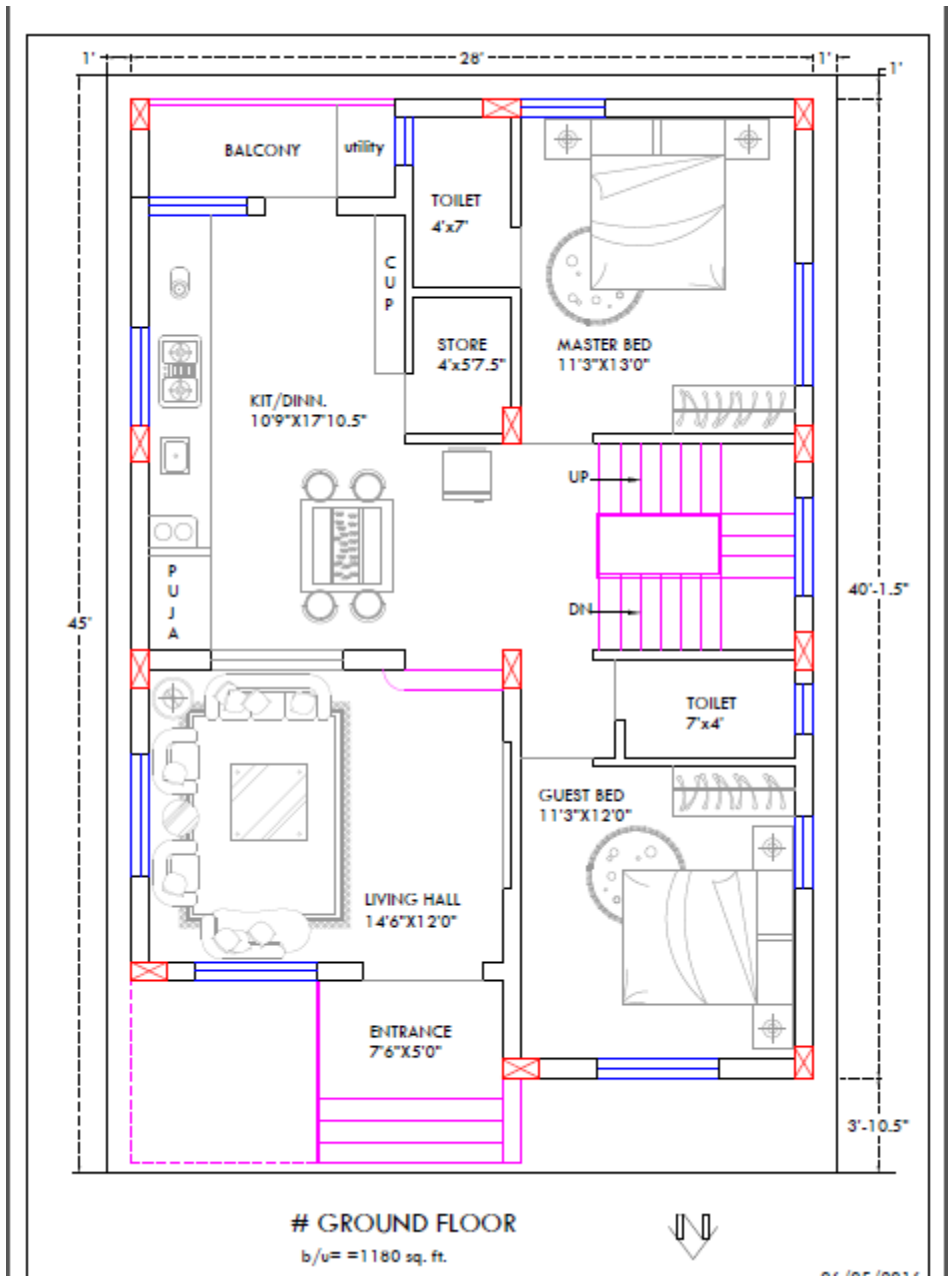 1'
28'
1'
1'
BALCONY
utility
TOILET
4'x7'
CUP
STORE
4'x5'7.5"
MASTER BED
11'3"X13'0"
KIT/DINN.
10'9"X17'10.5"
UP
PUJA
DN
40'-1.5"
45'
TOILET
7'x4'
GUEST BED
11'3"X12'0"
LIVING HALL
14'6"X12'0"
ENTRANCE
7'6"X5'0"
3'-10.5"
# GROUND FLOOR
N
b/u= =1180 sq. ft.